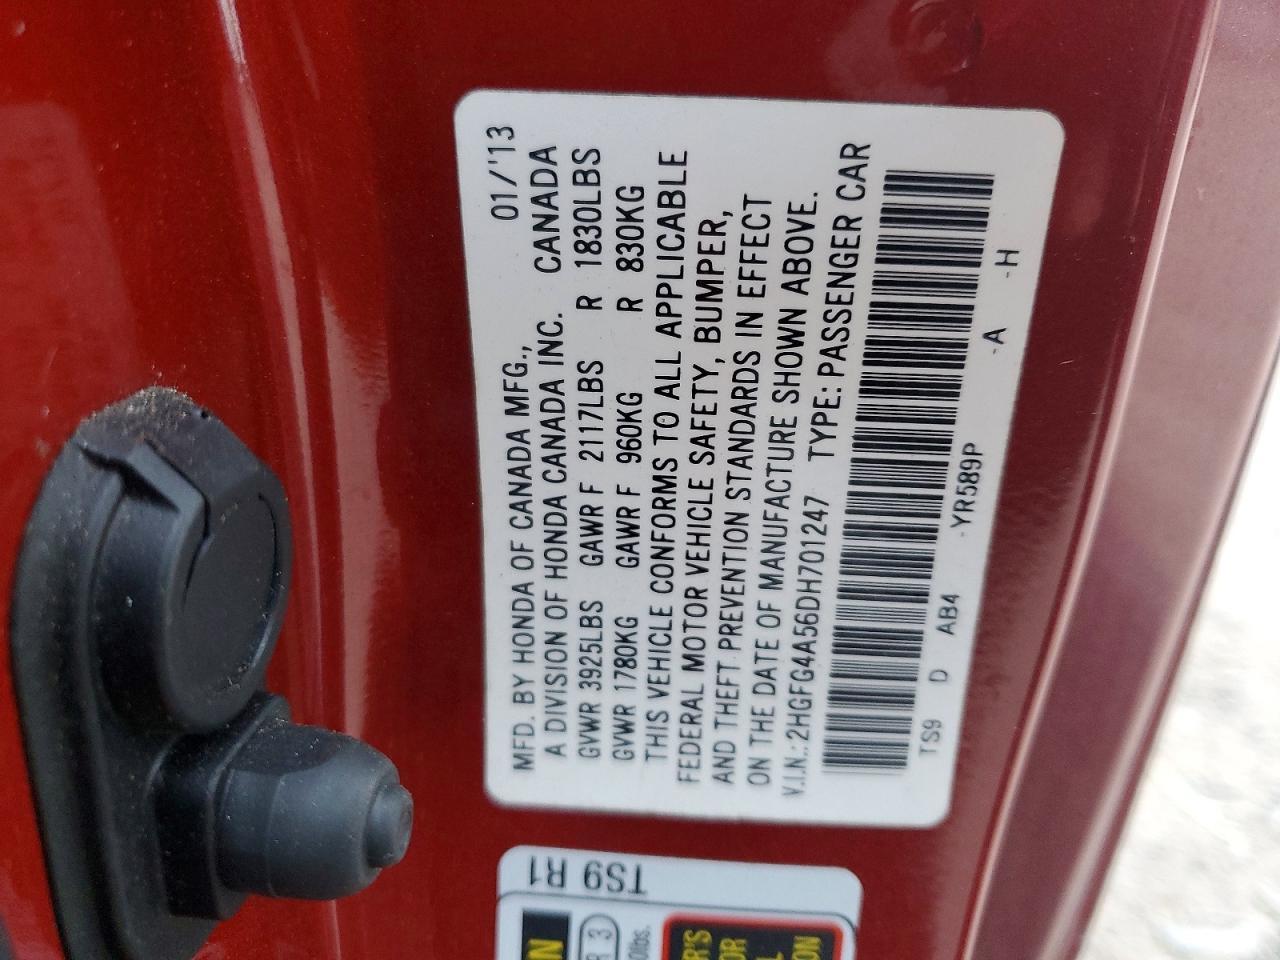 MFD. BY HONDA OF CANADA MFG., 01/'13
A DIVISION OF HONDA CANADA INC. CANADA
GVWR 3925LBS GAWR F 2117LBS R 1830LBS
GVWR 1780KG GAWR F 960KG R 830KG
THIS VEHICLE CONFORMS TO ALL APPLICABLE
FEDERAL MOTOR VEHICLE SAFETY, BUMPER,
AND THEFT PREVENTION STANDARDS IN EFFECT
ON THE DATE OF MANUFACTURE SHOWN ABOVE.
V.I.N.: 2HGFG4A56DH701247 TYPE: PASSENGER CAR
TS9 D AB4 -YR589P -A -H
TS9 R1